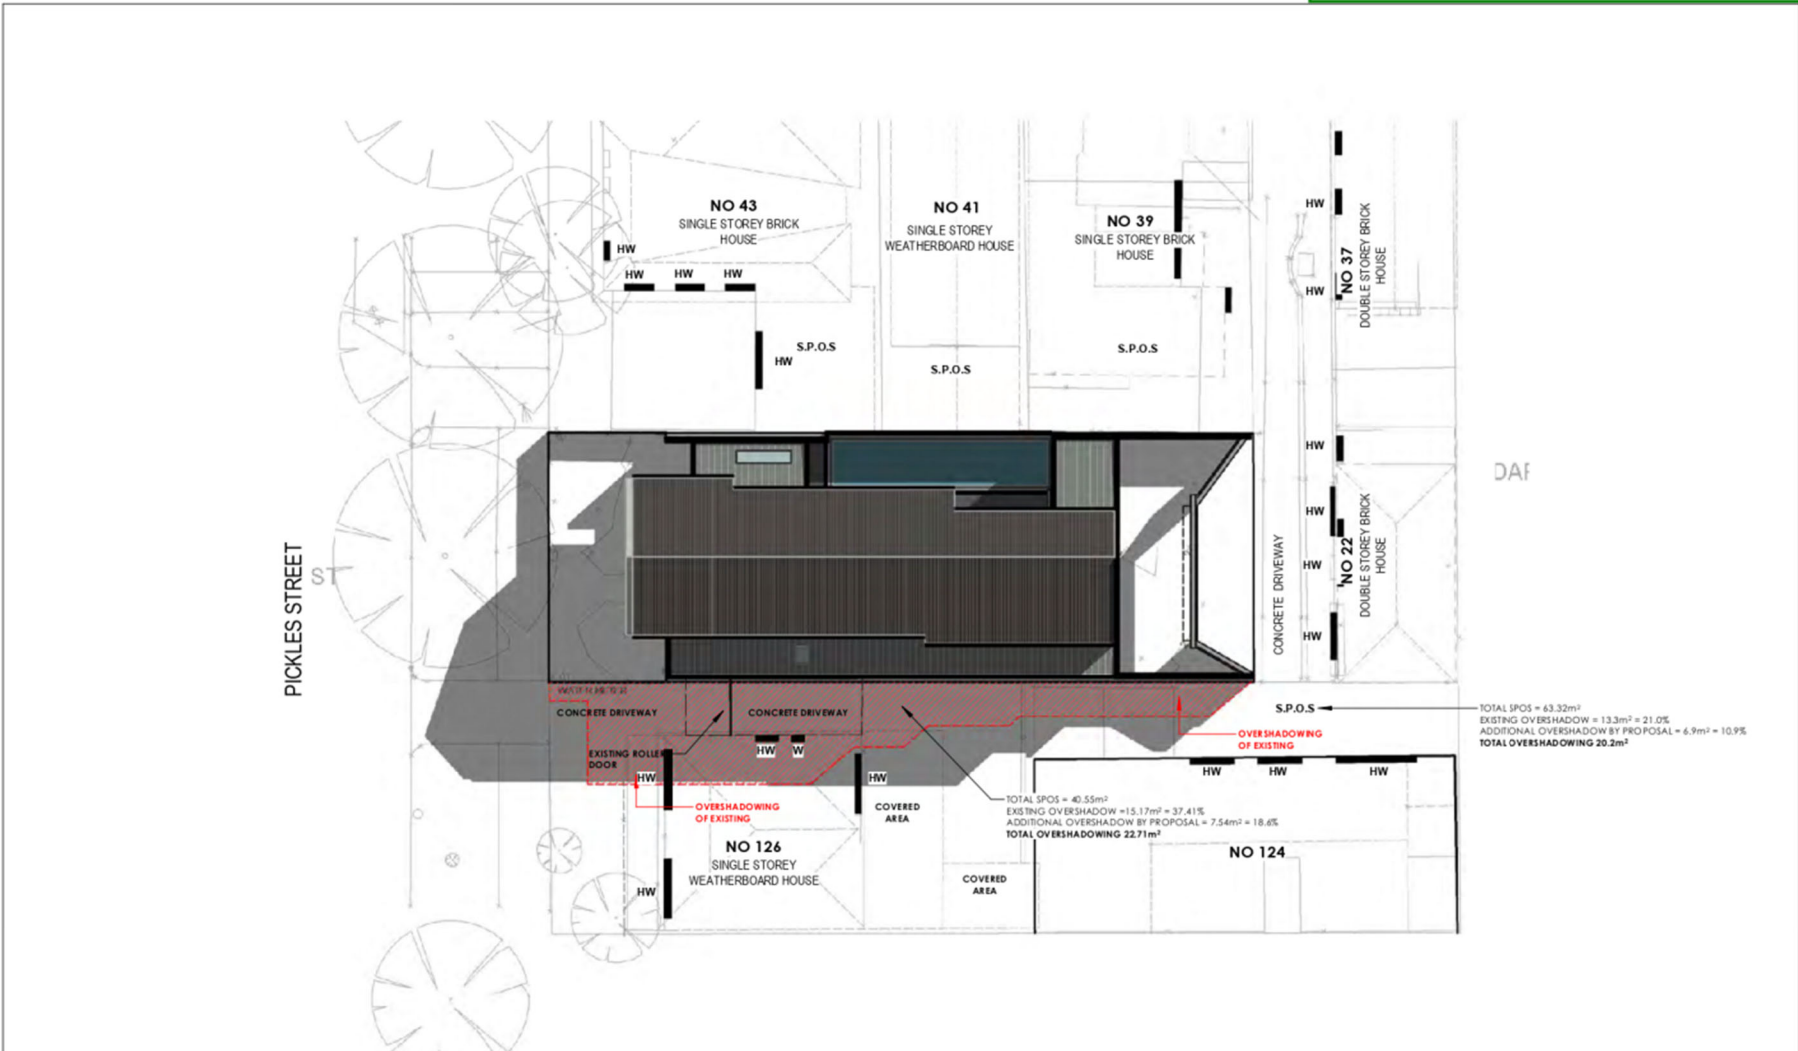 NO 43
SINGLE STOREY BRICK
HOUSE
HW
HW
HW
HW
HW
S.P.O.S
NO 41
SINGLE STOREY
WEATHERBOARD HOUSE
S.P.O.S
NO 39
SINGLE STOREY BRICK
HOUSE
S.P.O.S
HW
HW
NO 37
DOUBLE STOREY BRICK
HOUSE
HW
HW
HW
HW
NO 22
DOUBLE STOREY BRICK
HOUSE
CONCRETE DRIVEWAY
PICKLES STREET
ST
CONCRETE DRIVEWAY
CONCRETE DRIVEWAY
EXISTING ROLLER
DOOR
HW
W
HW
HW
OVERSHADOWING
OF EXISTING
COVERED
AREA
NO 126
SINGLE STOREY
WEATHERBOARD HOUSE
HW
COVERED
AREA
S.P.O.S
OVERSHADOWING
OF EXISTING
TOTAL SPOS = 63.32m²
EXISTING OVERSHADOW = 13.3m² = 21.0%
ADDITIONAL OVERSHADOW BY PROPOSAL = 6.9m² = 10.9%
TOTAL OVERSHADOWING 20.2m²
HW
HW
HW
TOTAL SPOS = 40.55m²
EXISTING OVERSHADOW =15.17m² = 37.41%
ADDITIONAL OVERSHADOW BY PROPOSAL = 7.54m² = 18.6%
TOTAL OVERSHADOWING 22.71m²
NO 124